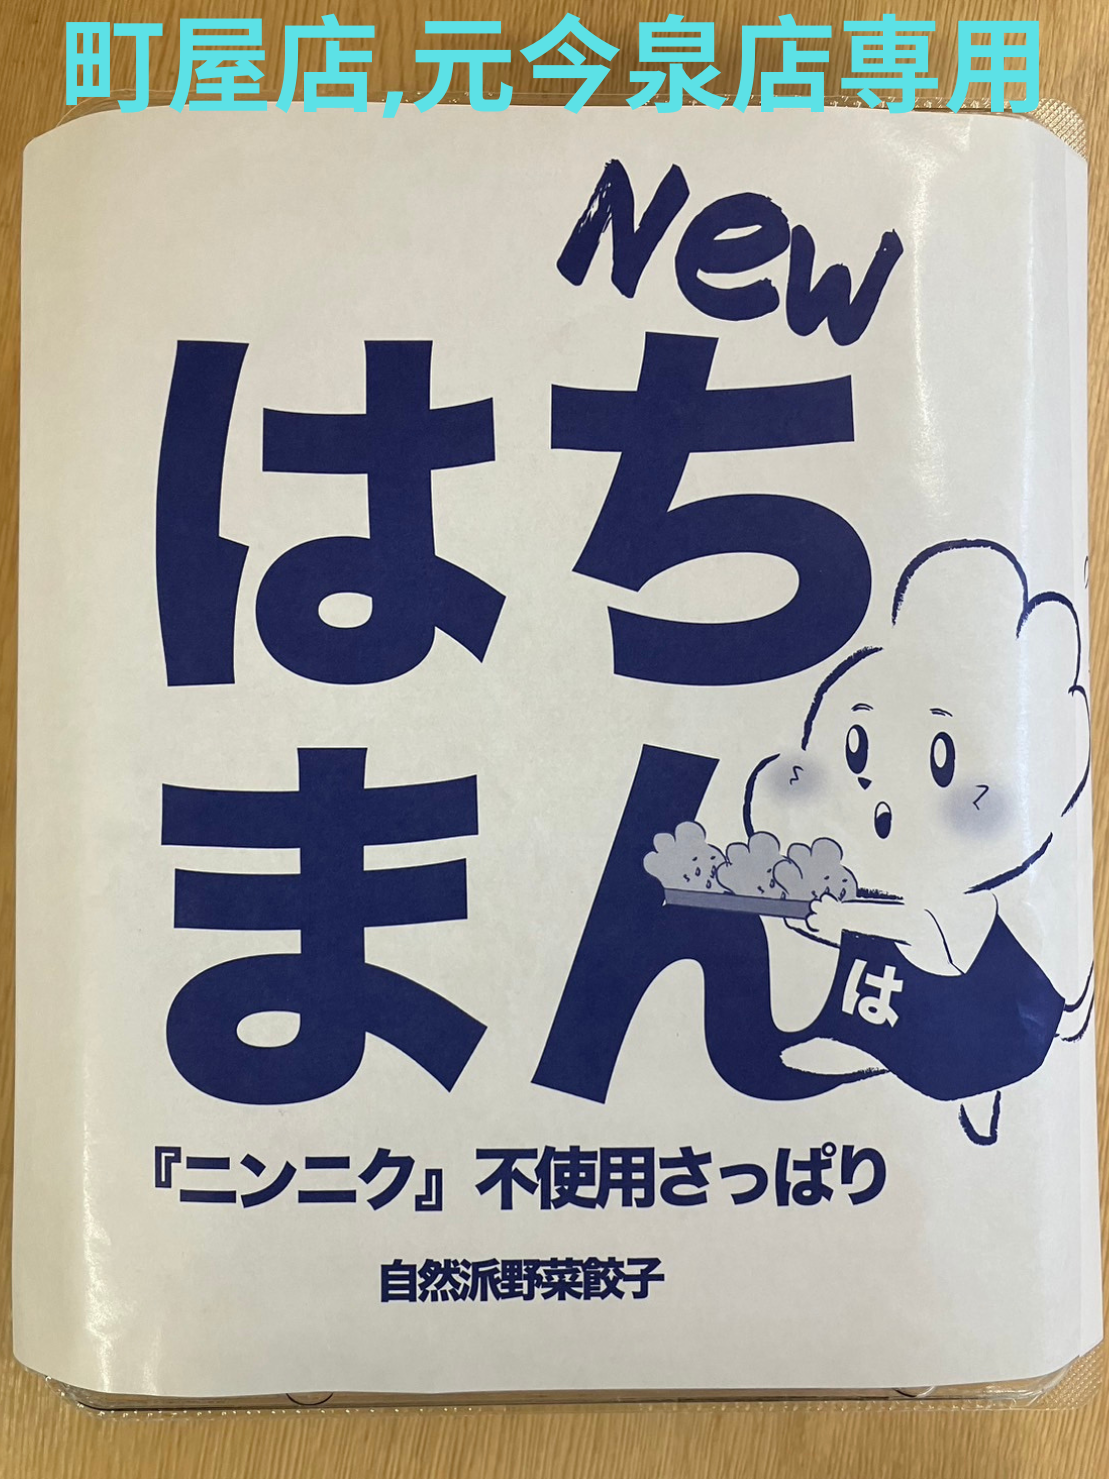 町屋店,元今泉店専用
New
はち
まん
は
『ニンニク』不使用さっぱり
自然派野菜餃子